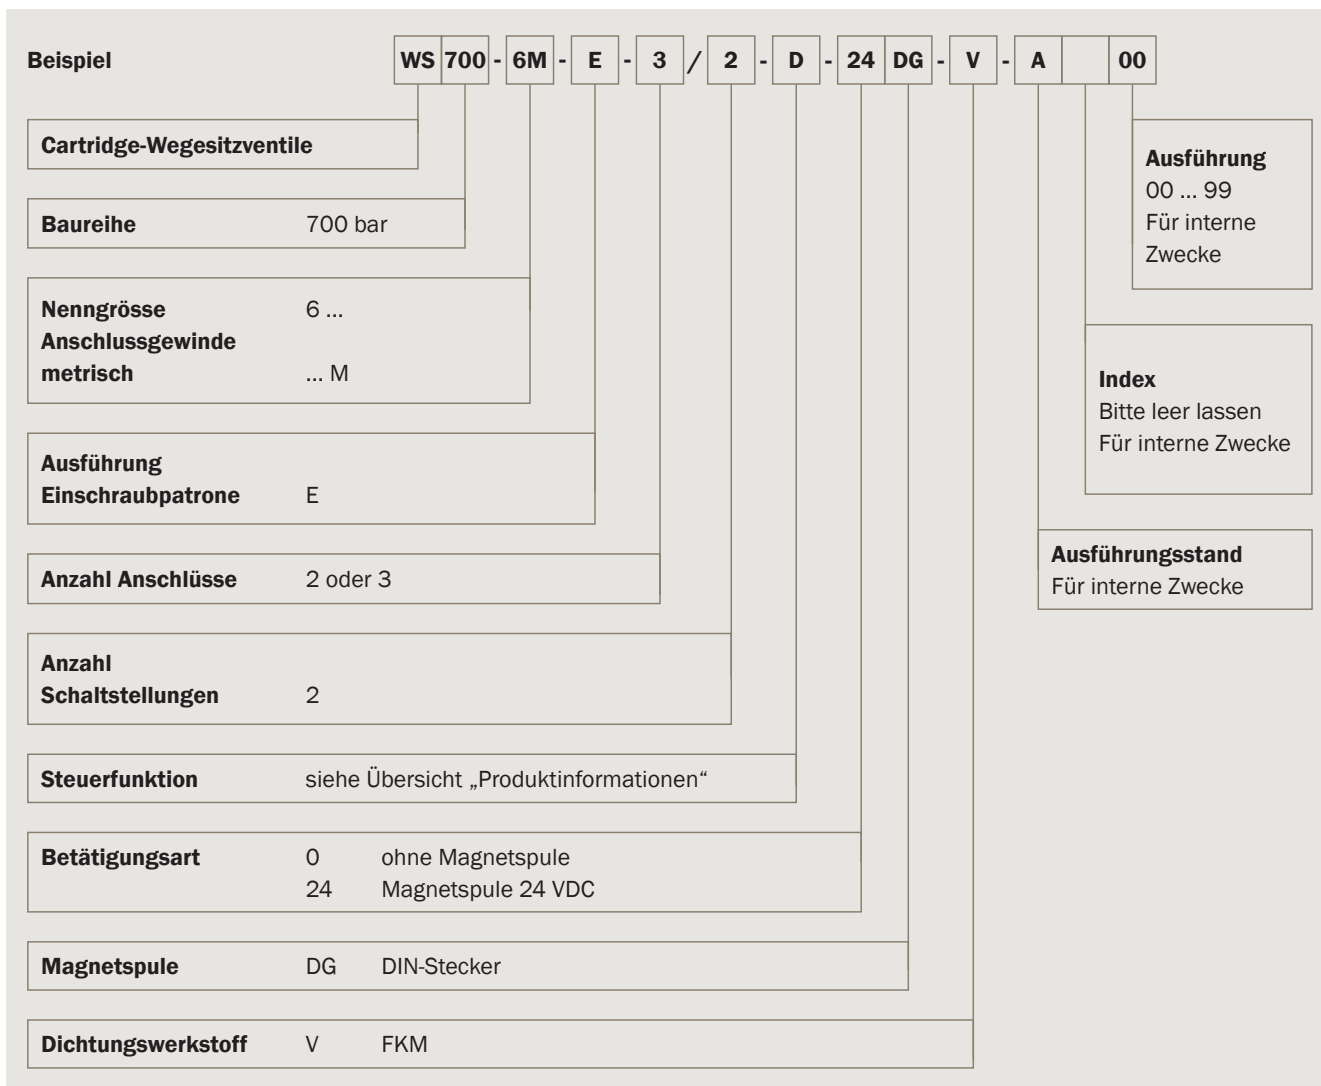 Beispiel WS 700 - 6M - E - 3 / 2 - D - 24 DG - V - A 00
Cartridge-Wegesitzventile
Baureihe 700 bar
Nenngrösse 6 ...
Anschlussgewinde
metrisch ... M
Ausführung
Einschraubpatrone E
Anzahl Anschlüsse 2 oder 3
Anzahl
Schaltstellungen 2
Steuerfunktion siehe Übersicht „Produktinformationen“
Betätigungsart 0 ohne Magnetspule
24 Magnetspule 24 VDC
Magnetspule DG DIN-Stecker
Dichtungswerkstoff V FKM
Ausführung
00 ... 99
Für interne
Zwecke
Index
Bitte leer lassen
Für interne Zwecke
Ausführungsstand
Für interne Zwecke